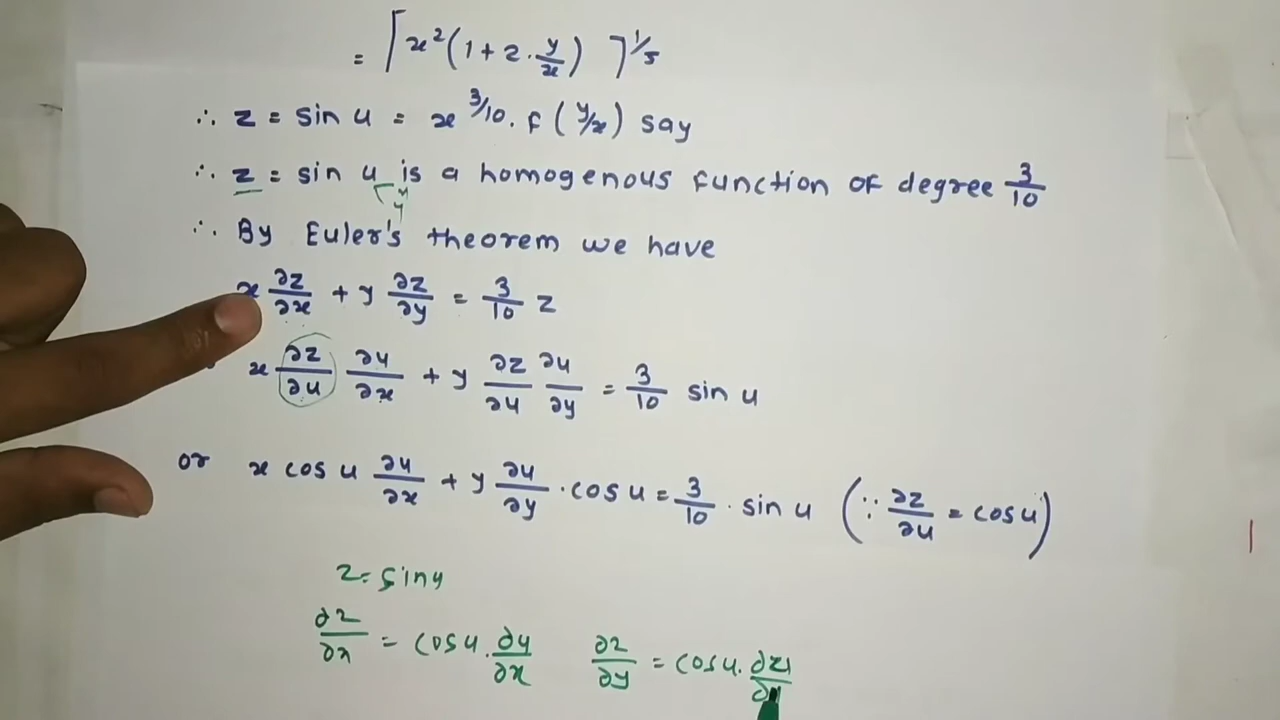 = [x²(1 + 2·y/x)]^1/5
∴ z = sin u = x^3/10 · f(y/x) say
∴ z = sin u is a homogenous function of degree 3/10
∴ By Euler's theorem we have
x ∂z/∂x + y ∂z/∂y = 3/10 z
x ∂z/∂u ∂u/∂x + y ∂z/∂u ∂u/∂y = 3/10 sin u
or x cos u ∂u/∂x + y ∂u/∂y · cos u = 3/10 · sin u (∵ ∂z/∂u = cos u)
z = sin u
∂z/∂x = cos u · ∂u/∂x ∂z/∂y = cos u ·